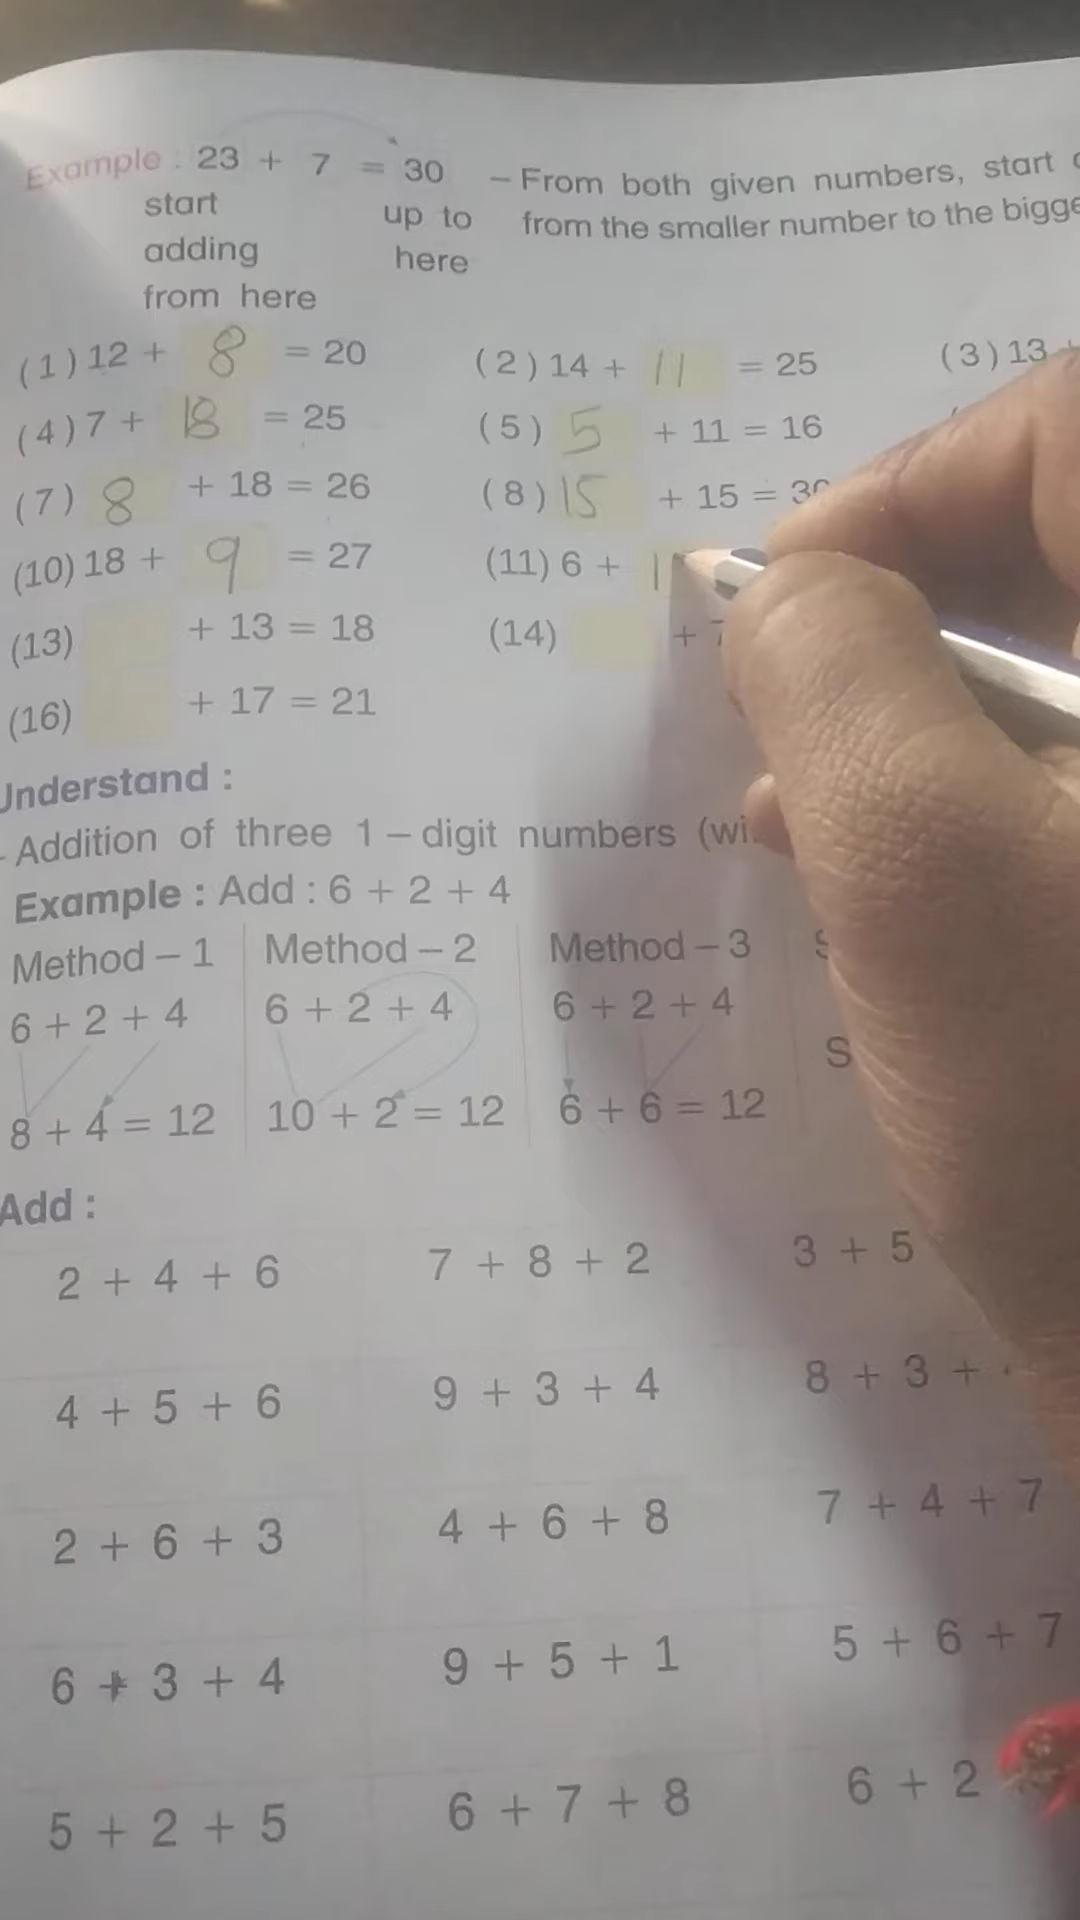 Example : 23 + 7 = 30 – From both given numbers, start
start up to from the smaller number to the
adding here
from here
(1) 12 + 8 = 20 (2) 14 + 11 = 25 (3) 13
(4) 7 + 18 = 25 (5) 5 + 11 = 16
(7) 8 + 18 = 26 (8) 15 + 15 =
(10) 18 + 9 = 27 (11) 6 + 1
(13) + 13 = 18 (14) +
(16) + 17 = 21
Understand :
- Addition of three 1 – digit numbers
Example : Add : 6 + 2 + 4
Method – 1 Method – 2 Method – 3
6 + 2 + 4 6 + 2 + 4 6 + 2 + 4
8 + 4 = 12 10 + 2 = 12 6 + 6 = 12
Add :
2 + 4 + 6 7 + 8 + 2 3 + 5
4 + 5 + 6 9 + 3 + 4 8 + 3 +
2 + 6 + 3 4 + 6 + 8 7 + 4 + 7
6 + 3 + 4 9 + 5 + 1 5 + 6 + 7
5 + 2 + 5 6 + 7 + 8 6 + 2